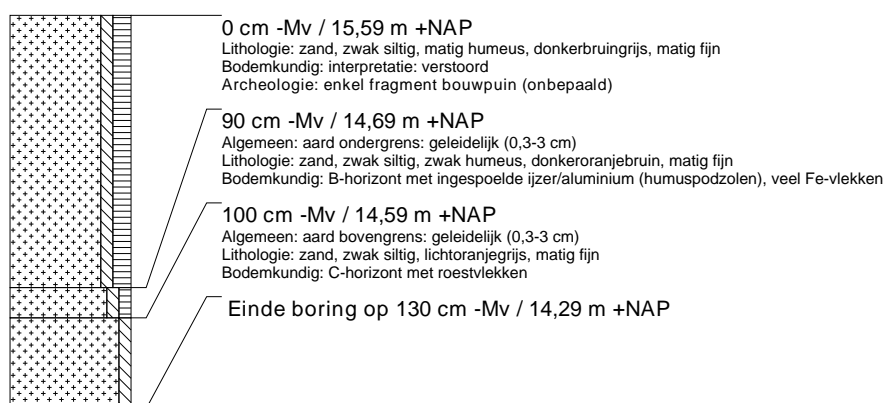 0 cm -Mv / 15,59 m +NAP
Lithologie: zand, zwak siltig, matig humeus, donkerbruingrijs, matig fijn
Bodemkundig: interpretatie: verstoord
Archeologie: enkel fragment bouwpuin (onbepaald)
90 cm -Mv / 14,69 m +NAP
Algemeen: aard ondergrens: geleidelijk (0,3-3 cm)
Lithologie: zand, zwak siltig, zwak humeus, donkeroranjebruin, matig fijn
Bodemkundig: B-horizont met ingespoelde ijzer/aluminium (humuspodzolen), veel Fe-vlekken
100 cm -Mv / 14,59 m +NAP
Algemeen: aard bovengrens: geleidelijk (0,3-3 cm)
Lithologie: zand, zwak siltig, lichtoranjegrijs, matig fijn
Bodemkundig: C-horizont met roestvlekken
Einde boring op 130 cm -Mv / 14,29 m +NAP